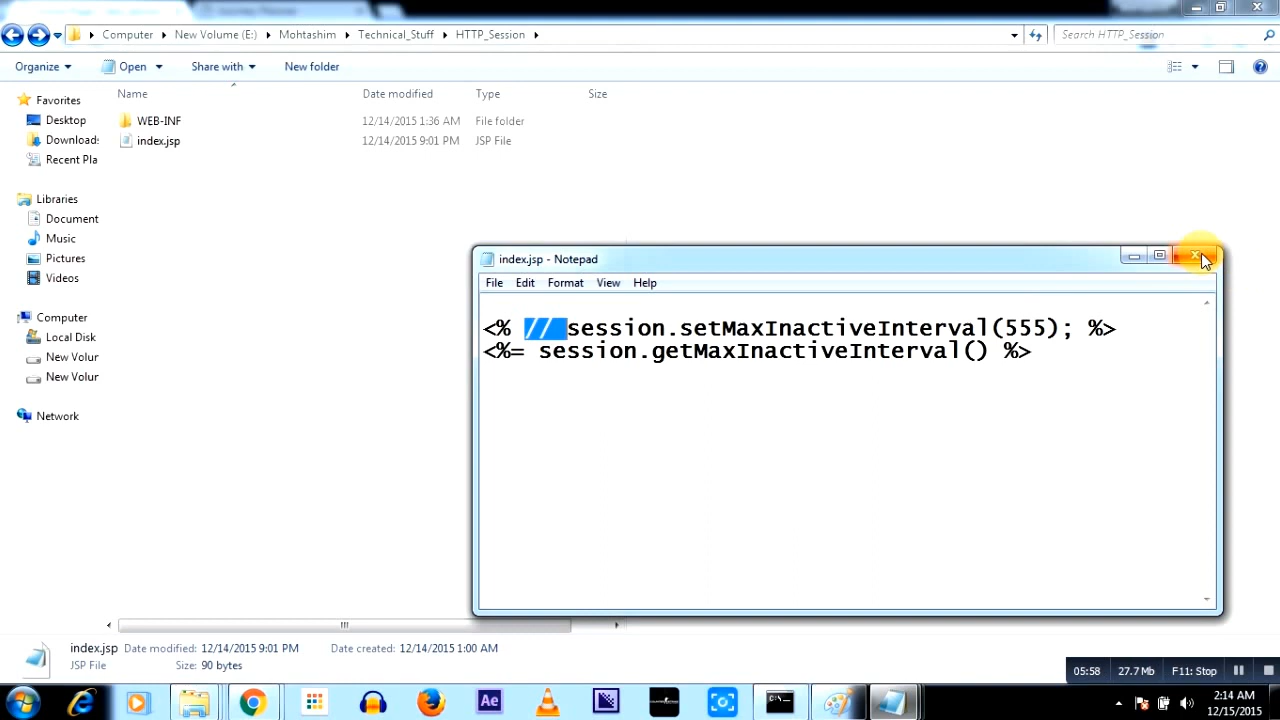 Computer New Volume (E:) Mohtashim Technical_Stuff HTTP_Session Search HTTP_Session
Organize Open Share with New folder
Name Date modified Type Size
Favorites
Desktop
Downloads
Recent Pla
WEB-INF 12/14/2015 1:36 AM File folder
index.jsp 12/14/2015 9:01 PM JSP File
Libraries
Document
Music
Pictures
Videos
Computer
Local Disk
New Volur
New Volur
Network
index.jsp - Notepad
File Edit Format View Help
<% // session.setMaxInactiveInterval(555); %>
<%= session.getMaxInactiveInterval() %>
index.jsp Date modified: 12/14/2015 9:01 PM Date created: 12/14/2015 1:00 AM
JSP File Size: 90 bytes
05:58 27.7 Mb F11: Stop
Ae
2:14 AM
12/15/2015